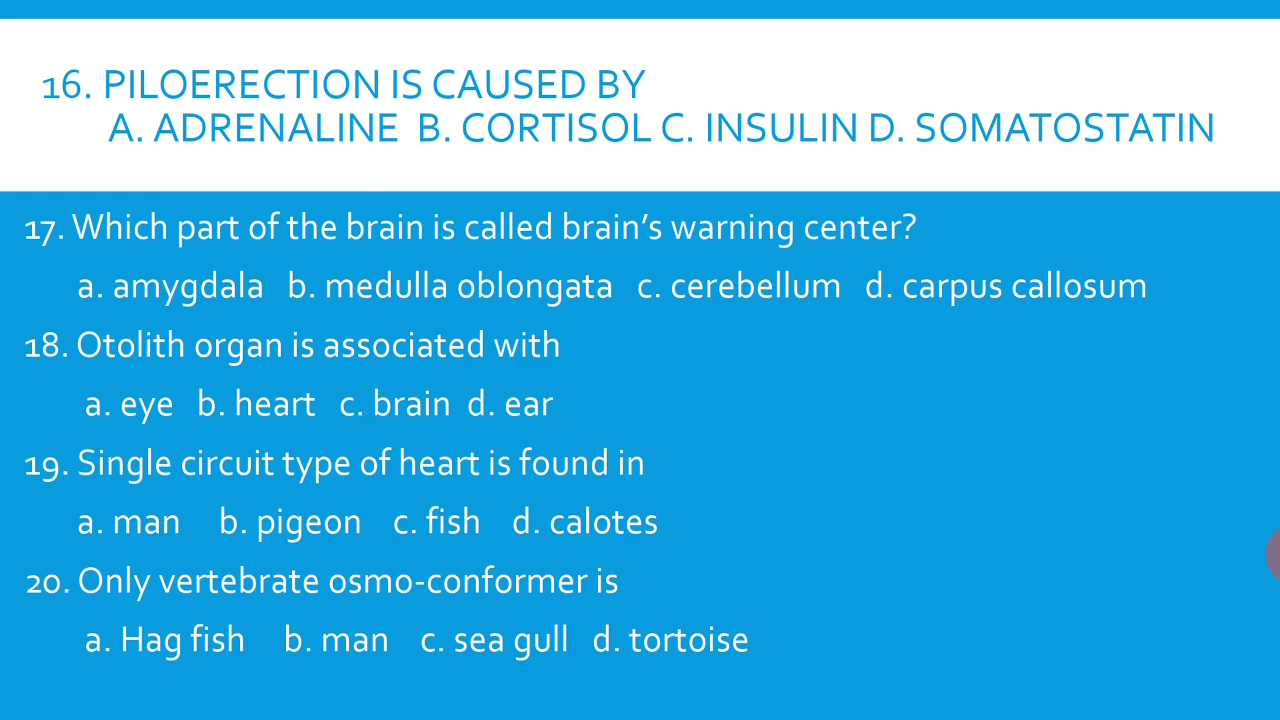 16. PILOERECTION IS CAUSED BY
A. ADRENALINE B. CORTISOL C. INSULIN D. SOMATOSTATIN
17. Which part of the brain is called brain’s warning center?
a. amygdala b. medulla oblongata c. cerebellum d. carpus callosum
18. Otolith organ is associated with
a. eye b. heart c. brain d. ear
19. Single circuit type of heart is found in
a. man b. pigeon c. fish d. calotes
20. Only vertebrate osmo-conformer is
a. Hag fish b. man c. sea gull d. tortoise